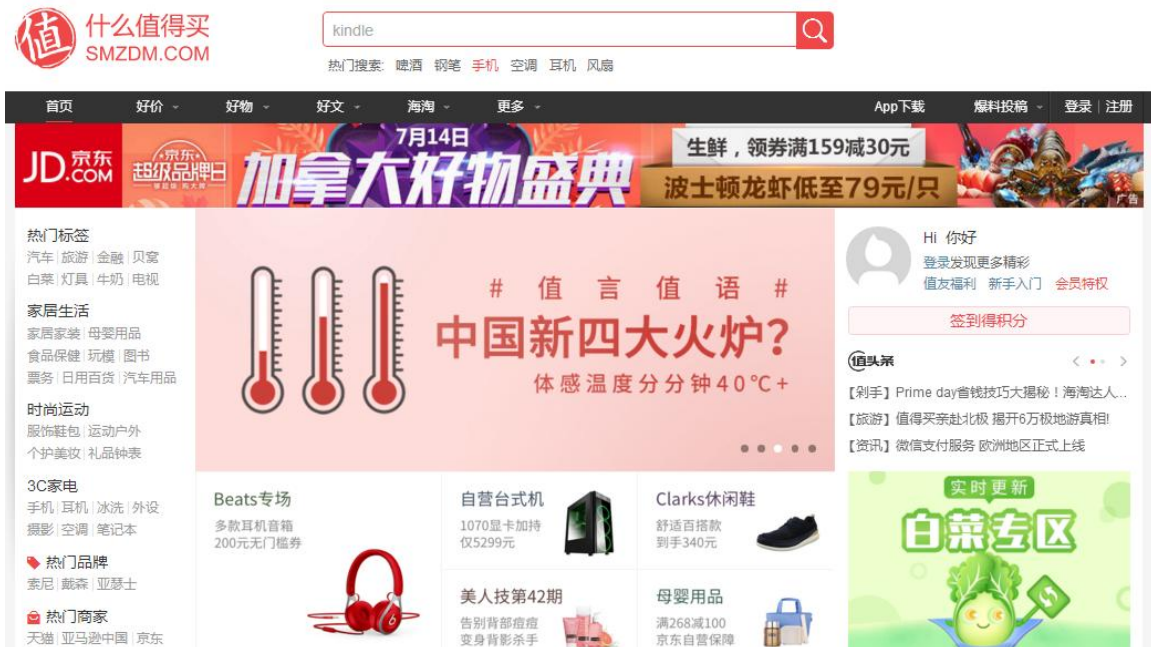 值
什么值得买
SMZDM.COM
kindle
热门搜索: 啤酒 钢笔 手机 空调 耳机 风扇
首页 好价 好物 好文 海淘 更多 App下载 爆料投稿 登录 | 注册
JD京东.COM
京东超级品牌日
7月14日
加拿大好物盛典
生鲜，领券满159减30元
波士顿龙虾低至79元/只
广告
热门标签
汽车 | 旅游 | 金融 | 贝窝
白菜 | 灯具 | 牛奶 | 电视
家居生活
家居家装 | 母婴用品
食品保健 | 玩模 | 图书
票务 | 日用百货 | 汽车用品
时尚运动
服饰鞋包 | 运动户外
个护美妆 | 礼品钟表
3C家电
手机 | 耳机 | 冰洗 | 外设
摄影 | 空调 | 笔记本
热门品牌
索尼 | 戴森 | 亚瑟士
热门商家
天猫 | 亚马逊中国 | 京东
# 值 言 值 语 #
中国新四大火炉?
体感温度分分钟40℃+
Beats专场
多款耳机音箱
200元无门槛券
自营台式机
1070显卡加持
仅5299元
Clarks休闲鞋
舒适百搭款
到手340元
美人技第42期
告别背部痘痘
变身背影杀手
母婴用品
满268减100
京东自营保障
Hi 你好
登录发现更多精彩
值友福利 新手入门 会员特权
签到得积分
值头条
【剁手】Prime day省钱技巧大揭秘！海淘达人...
【旅游】值得买亲赴北极 揭开6万极地游真相!
【资讯】微信支付服务 欧洲地区正式上线
实时更新
白菜专区